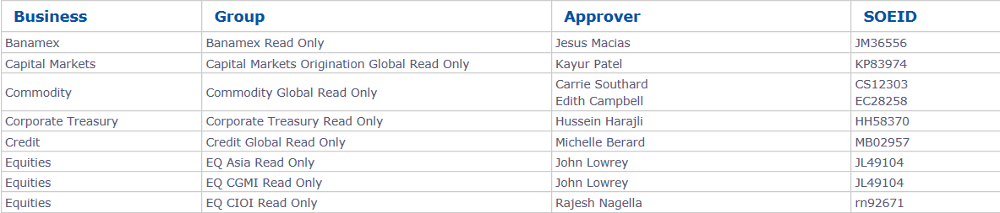 Business Group Approver SOEID
Banamex Banamex Read Only Jesus Macias JM36556
Capital Markets Capital Markets Origination Global Read Only Kayur Patel KP83974
Commodity Commodity Global Read Only Carrie Southard CS12303
Edith Campbell EC28258
Corporate Treasury Corporate Treasury Read Only Hussein Harajli HH58370
Credit Credit Global Read Only Michelle Berard MB02957
Equities EQ Asia Read Only John Lowrey JL49104
Equities EQ CGMI Read Only John Lowrey JL49104
Equities EQ CIOI Read Only Rajesh Nagella rn92671